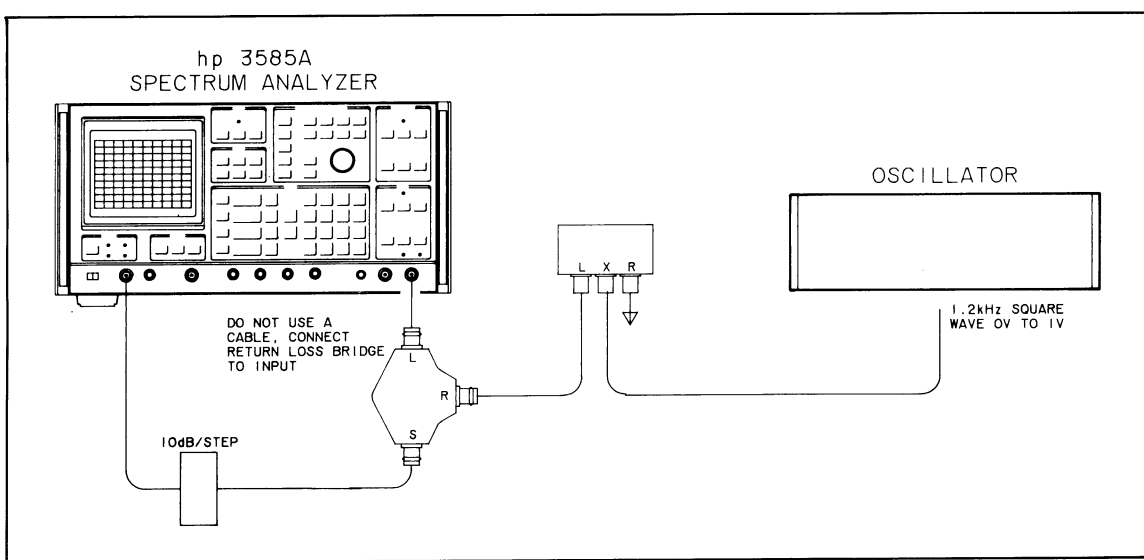 hp 3585A
SPECTRUM ANALYZER
OSCILLATOR
L X R
1.2kHz SQUARE
WAVE 0V TO 1V
DO NOT USE A
CABLE, CONNECT
RETURN LOSS BRIDGE
TO INPUT
L
R
S
10dB/STEP